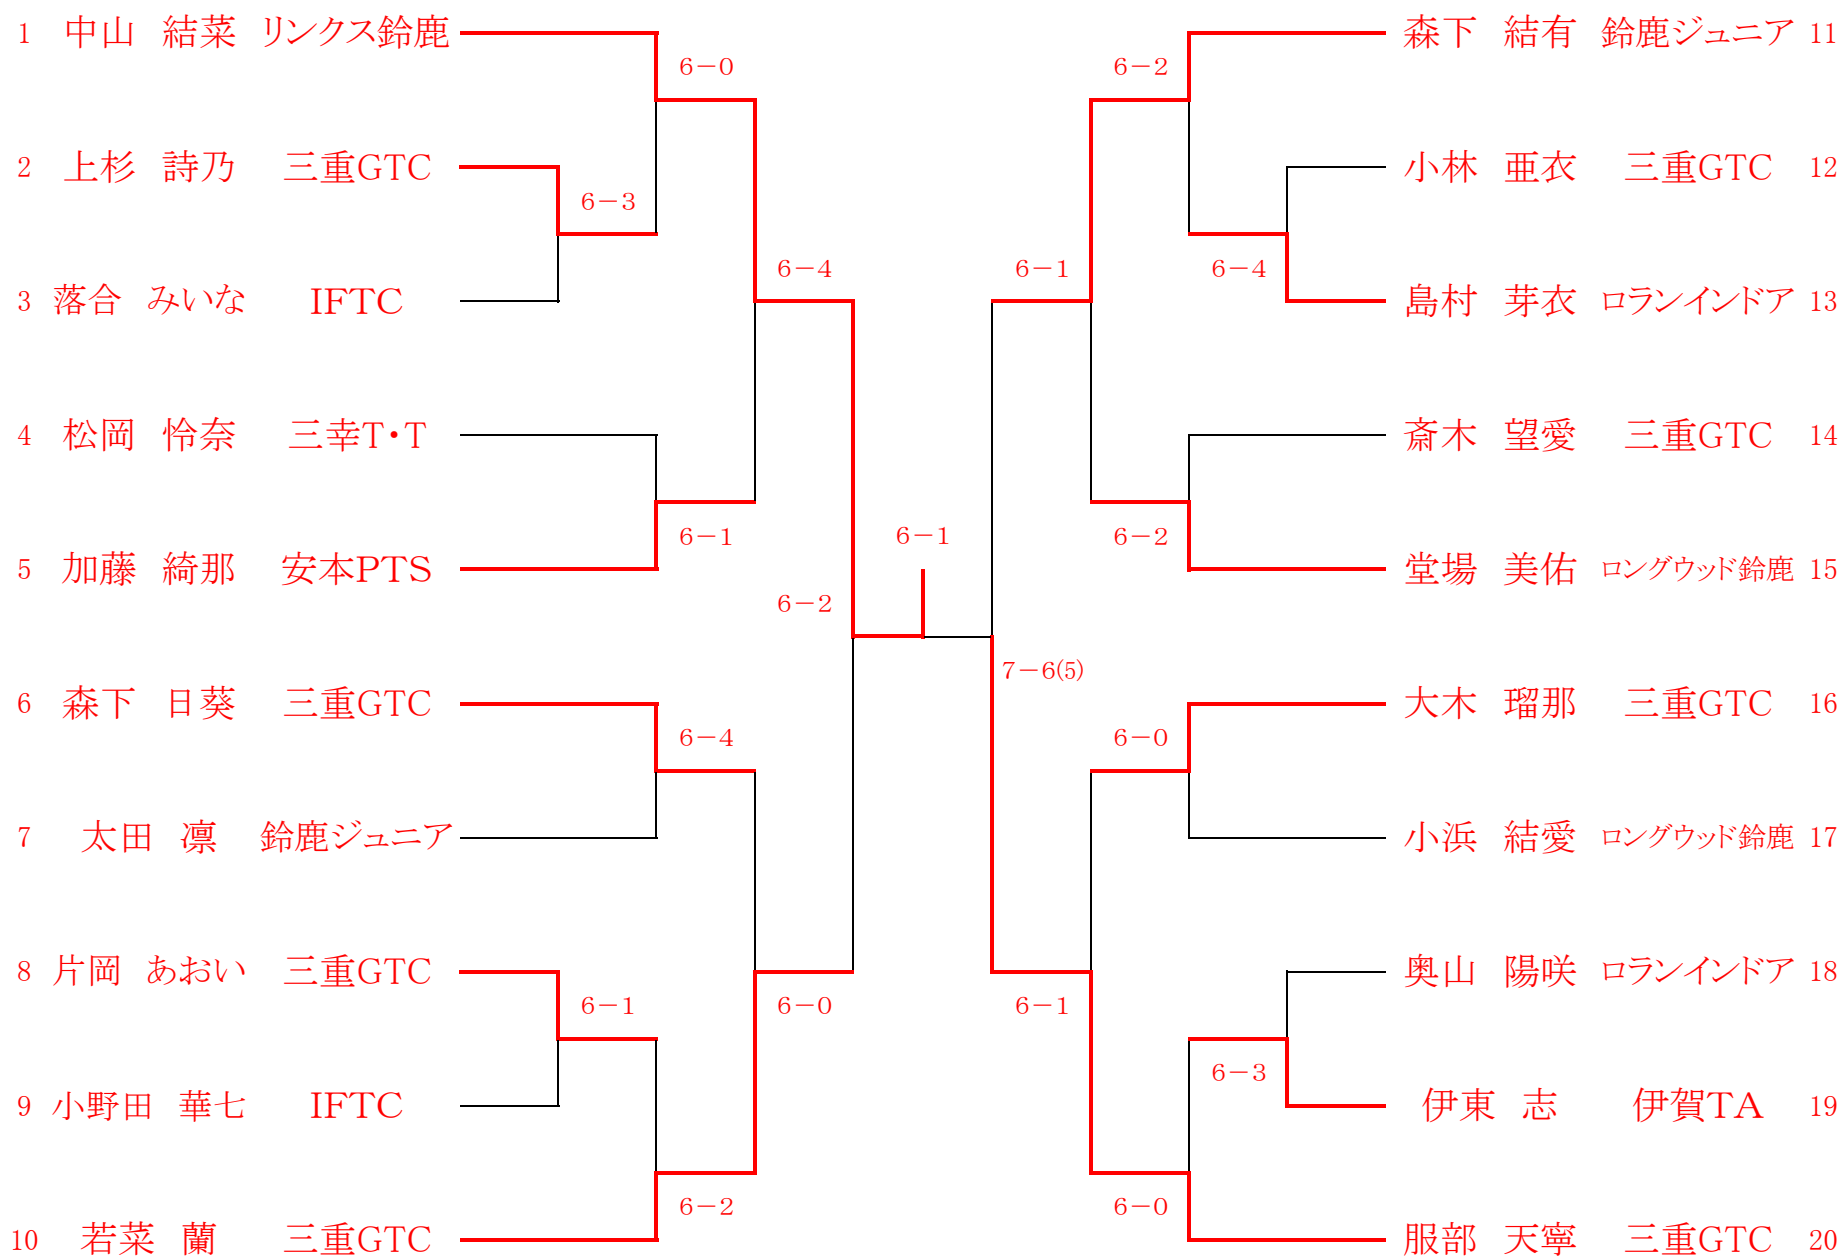 1 中山 結菜 リンクス鈴鹿
6－0
2 上杉 詩乃 三重GTC
6－3
6－4
3 落合 みいな IFTC
4 松岡 怜奈 三幸T・T
6－1
5 加藤 綺那 安本PTS
6－2
6 森下 日葵 三重GTC
6－4
7 太田 凛 鈴鹿ジュニア
8 片岡 あおい 三重GTC
6－1
6－0
9 小野田 華七 IFTC
6－2
10 若菜 蘭 三重GTC
6－1
森下 結有 鈴鹿ジュニア 11
6－2
小林 亜衣 三重GTC 12
6－1
6－4
島村 芽衣 ロランインドア 13
斎木 望愛 三重GTC 14
6－2
堂場 美佑 ロングウッド鈴鹿 15
7－6(5)
大木 瑠那 三重GTC 16
6－0
小浜 結愛 ロングウッド鈴鹿 17
奥山 陽咲 ロランインドア 18
6－1
6－3
伊東 志 伊賀TA 19
6－0
服部 天寧 三重GTC 20